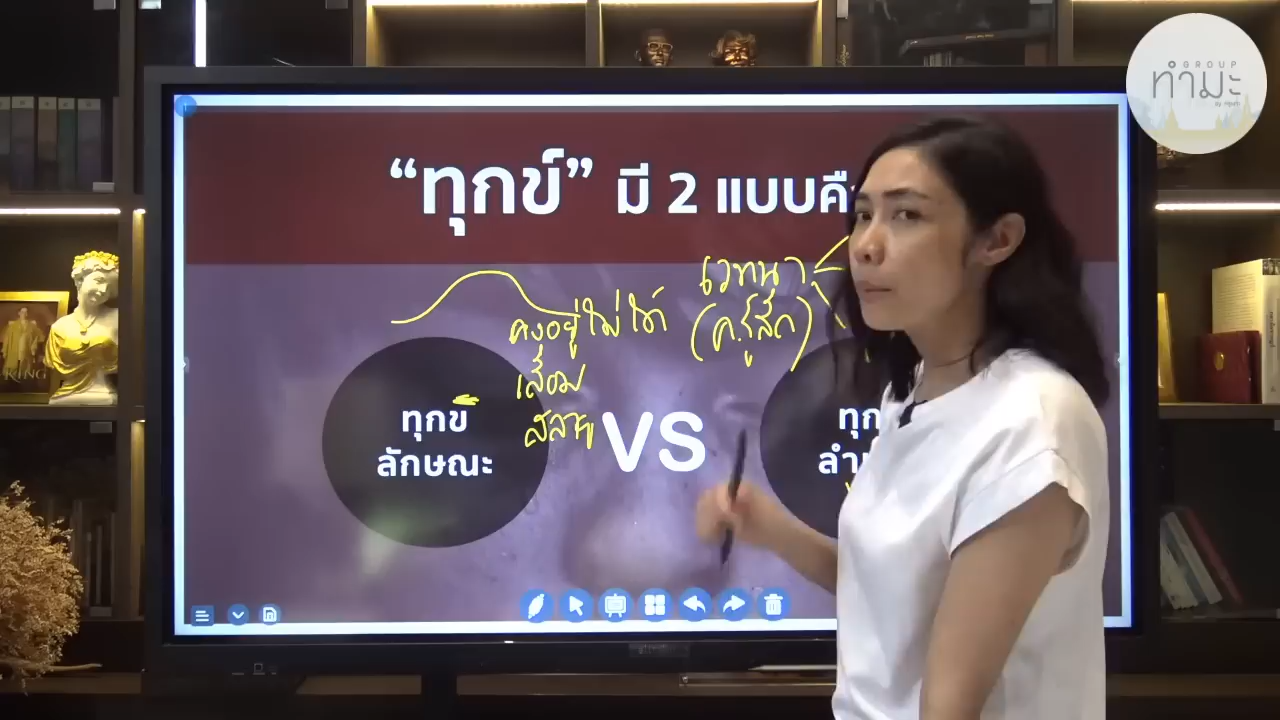 GROUP
ทำมะ
“ทุกข์” มี 2 แบบคื
เวทนา
(ค.รู้สึก)
คงอยู่ไม่ได้
เสื่อม
สลาย
ทุกข
ลักษณะ
VS
ทุก
ลำ
KING